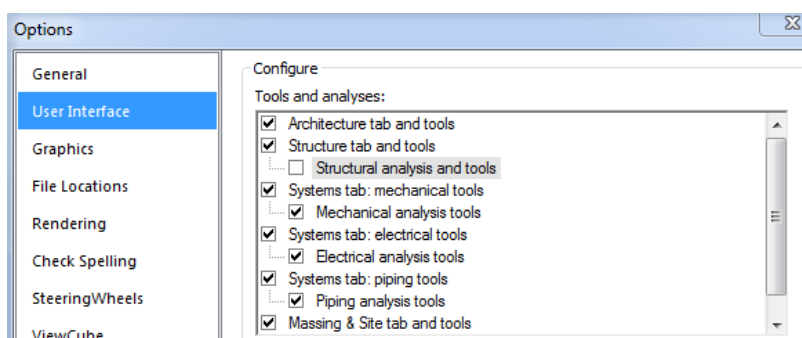 Options
General
User Interface
Graphics
File Locations
Rendering
Check Spelling
SteeringWheels
ViewCube
Configure
Tools and analyses:
Architecture tab and tools
Structure tab and tools
Structural analysis and tools
Systems tab: mechanical tools
Mechanical analysis tools
Systems tab: electrical tools
Electrical analysis tools
Systems tab: piping tools
Piping analysis tools
Massing & Site tab and tools